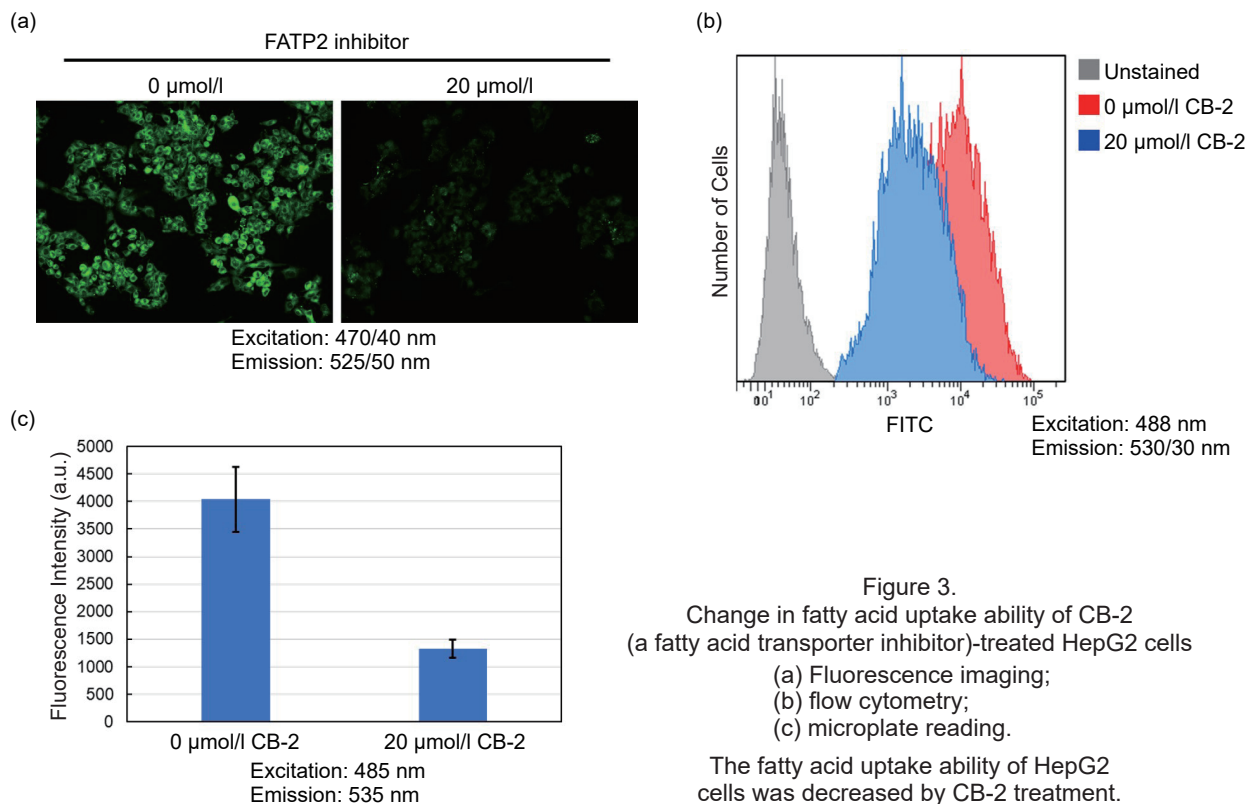 (a)
FATP2 inhibitor
0 µmol/l
20 µmol/l
Excitation: 470/40 nm
Emission: 525/50 nm
(b)
Number of Cells
0
10¹
10²
10³
10⁴
10⁵
FITC
Unstained
0 µmol/l CB-2
20 µmol/l CB-2
Excitation: 488 nm
Emission: 530/30 nm
(c)
Fluorescence Intensity (a.u.)
5000
4500
4000
3500
3000
2500
2000
1500
1000
500
0
0 µmol/l CB-2
20 µmol/l CB-2
Excitation: 485 nm
Emission: 535 nm
Figure 3.
Change in fatty acid uptake ability of CB-2
(a fatty acid transporter inhibitor)-treated HepG2 cells
(a) Fluorescence imaging;
(b) flow cytometry;
(c) microplate reading.
The fatty acid uptake ability of HepG2
cells was decreased by CB-2 treatment.